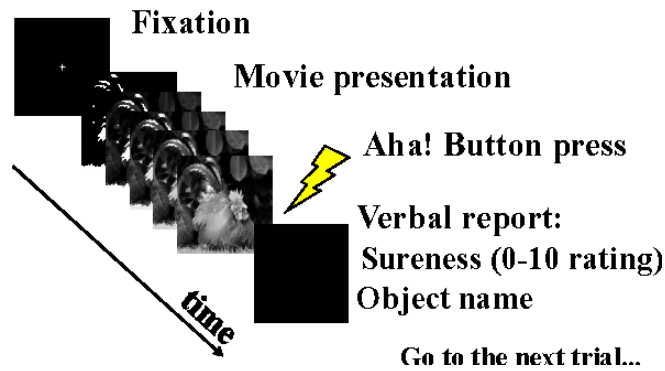 Fixation
Movie presentation
Aha! Button press
Verbal report:
Sureness (0-10 rating)
Object name
time
Go to the next trial...